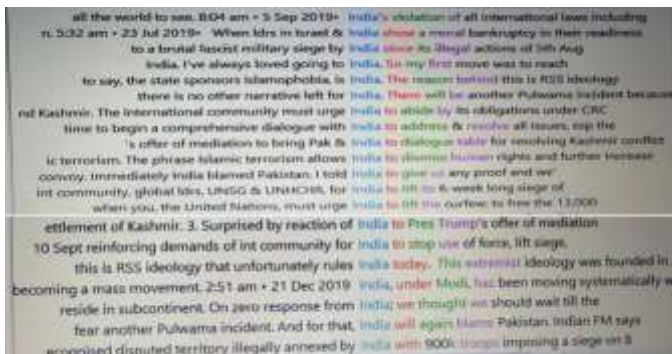 all the world to see. 8:04 am • 5 Sep 2019• India's violation of all international laws including
n. 5:32 am • 23 Jul 2019• When ldrs in Israel & India show a moral bankruptcy in their readiness
to a brutal fascist military siege by India since its illegal actions of 5th Aug
India. I've always loved going to India. So my first move was to reach
to say, the state sponsors Islamophobia, is India. The reason behind this is RSS ideology
there is no other narrative left for India. There will be another Pulwama incident because
nd Kashmir. The international community must urge India to abide by its obligations under CRC
time to begin a comprehensive dialogue with India to address & resolve all issues, esp the
's offer of mediation to bring Pak & India to dialogue table for resolving Kashmir conflict
ic terrorism. The phrase Islamic terrorism allows India to dismiss human rights and further increase
convoy. Immediately India blamed Pakistan. I told India to give us any proof and we'
int community, global ldrs, UNSG & UNHCHR, for India to lift its 6-week long siege of
when you, the United Nations, must urge India to lift the curfew; to free the 13,000
ettlement of Kashmir. 3. Surprised by reaction of India to Pres Trump's offer of mediation
10 Sept reinforcing demands of int community for India to stop use of force, lift siege,
this is RSS ideology that unfortunately rules India today. This extremist ideology was founded in
becoming a mass movement. 2:51 am • 21 Dec 2019 India, under Modi, has been moving systematically w
reside in subcontinent. On zero response from India; we thought we should wait till the
fear another Pulwama incident. And for that, India will again blame Pakistan. Indian FM says
ecognised disputed territory illegally annexed by India with 900k troops imposing a siege on 8